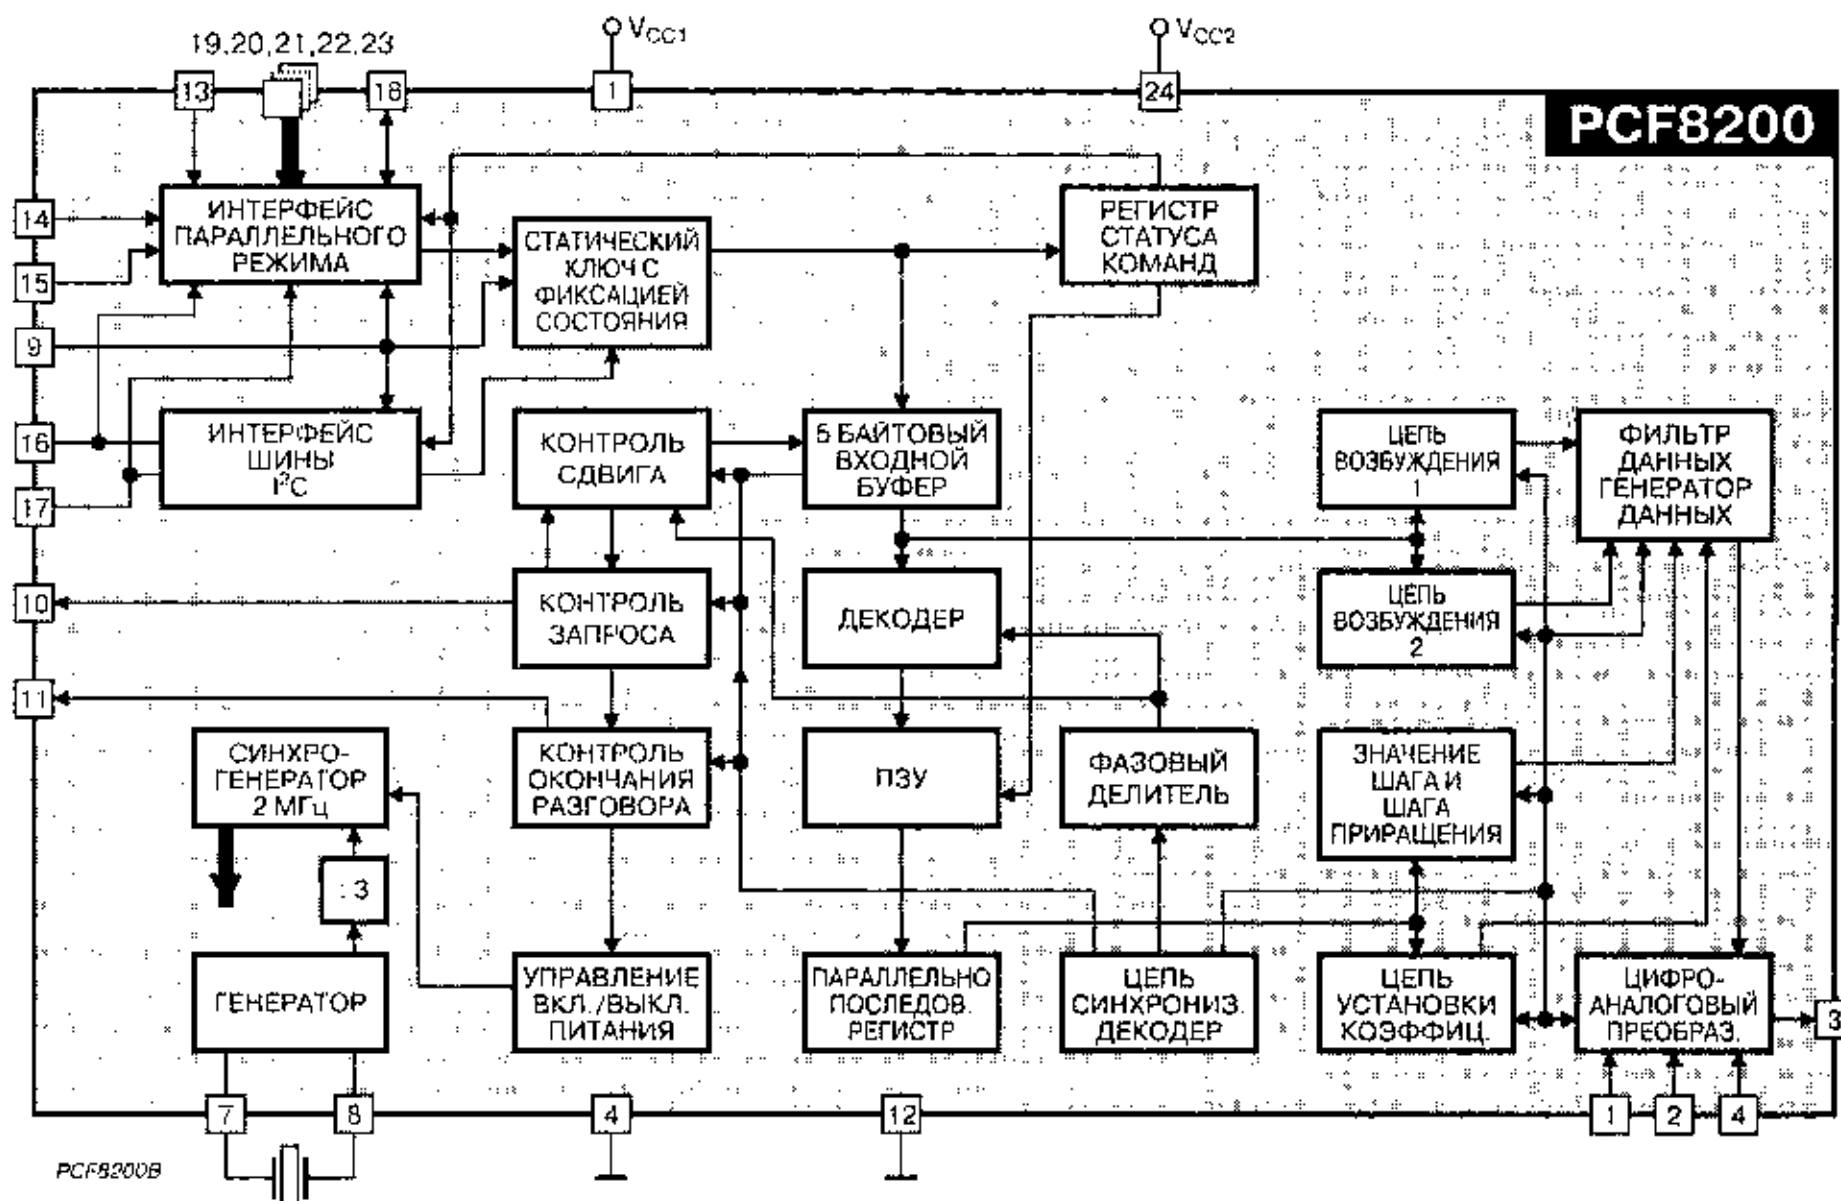 19,20,21,22,23
VCC1
VCC2
13
18
1
24
PCF8200
14
15
9
16
17
10
11
ИНТЕРФЕЙС
ПАРАЛЛЕЛЬНОГО
РЕЖИМА
СТАТИЧЕСКИЙ
КЛЮЧ С
ФИКСАЦИЕЙ
СОСТОЯНИЯ
РЕГИСТР
СТАТУСА
КОМАНД
ИНТЕРФЕЙС
ШИНЫ
I²C
КОНТРОЛЬ
СДВИГА
5 БАЙТОВЫЙ
ВХОДНОЙ
БУФЕР
ЦЕПЬ
ВОЗБУЖДЕНИЯ
1
ФИЛЬТР
ДАННЫХ
ГЕНЕРАТОР
ДАННЫХ
КОНТРОЛЬ
ЗАПРОСА
ДЕКОДЕР
ЦЕПЬ
ВОЗБУЖДЕНИЯ
2
СИНХРО-
ГЕНЕРАТОР
2 МГц
КОНТРОЛЬ
ОКОНЧАНИЯ
РАЗГОВОРА
ПЗУ
ФАЗОВЫЙ
ДЕЛИТЕЛЬ
ЗНАЧЕНИЕ
ШАГА И
ШАГА
ПРИРАЩЕНИЯ
: 3
ГЕНЕРАТОР
УПРАВЛЕНИЕ
ВКЛ./ВЫКЛ.
ПИТАНИЯ
ПАРАЛЛЕЛЬНО
ПОСЛЕДОВ.
РЕГИСТР
ЦЕПЬ
СИНХРОНИЗ.
ДЕКОДЕР
ЦЕПЬ
УСТАНОВКИ
КОЭФФИЦ.
ЦИФРО-
АНАЛОГОВЫЙ
ПРЕОБРАЗ.
3
7
8
4
12
1
2
4
PCF8200B